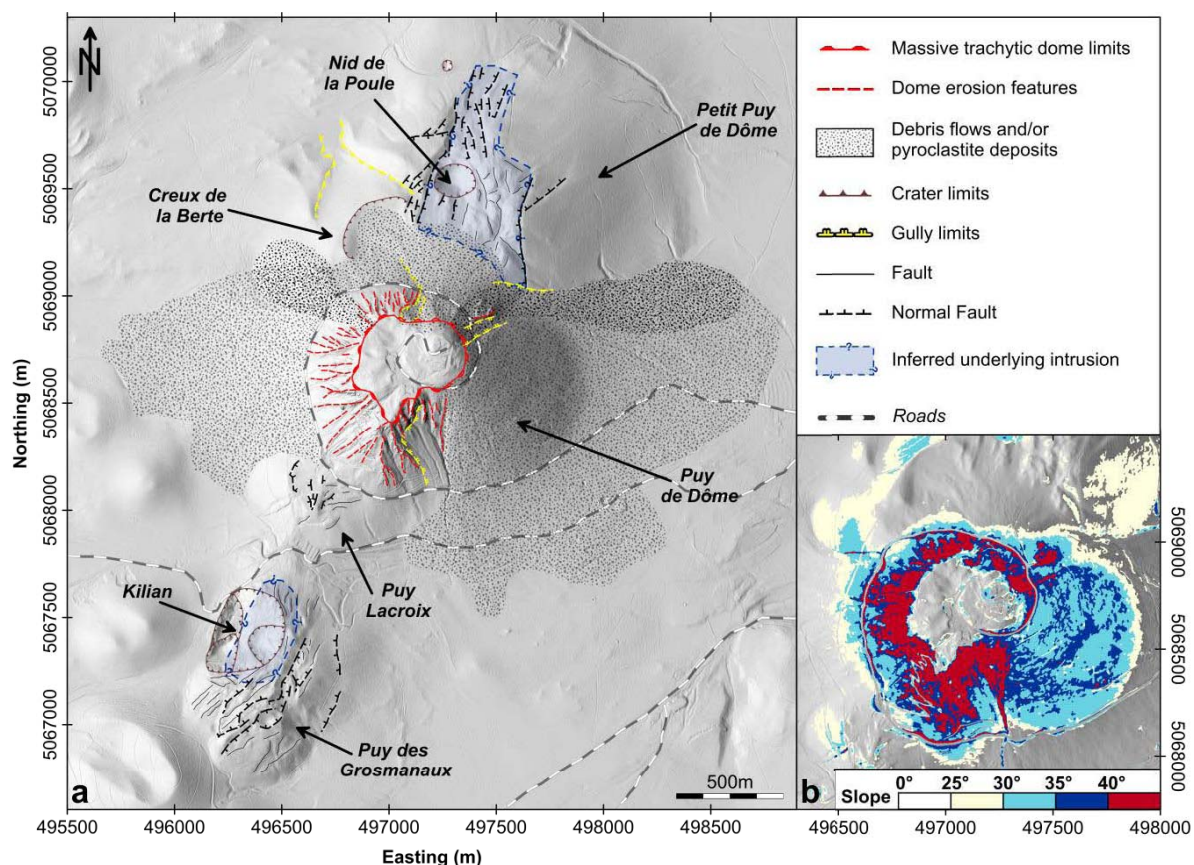 N
Nid de
la Poule
Petit Puy
de Dôme
Creux de
la Berte
Puy
de Dôme
Puy
Lacroix
Kilian
Puy des
Grosmanaux
500m
a
Northing (m)
5070000
5069500
5069000
5068500
5068000
5067500
5067000
495500
496000
496500
497000
497500
498000
498500
Easting (m)
Massive trachytic dome limits
Dome erosion features
Debris flows and/or
pyroclastite deposits
Crater limits
Gully limits
Fault
Normal Fault
Inferred underlying intrusion
Roads
5069000
5068500
5068000
Slope
0°
25°
30°
35°
40°
b
496500
497000
497500
498000